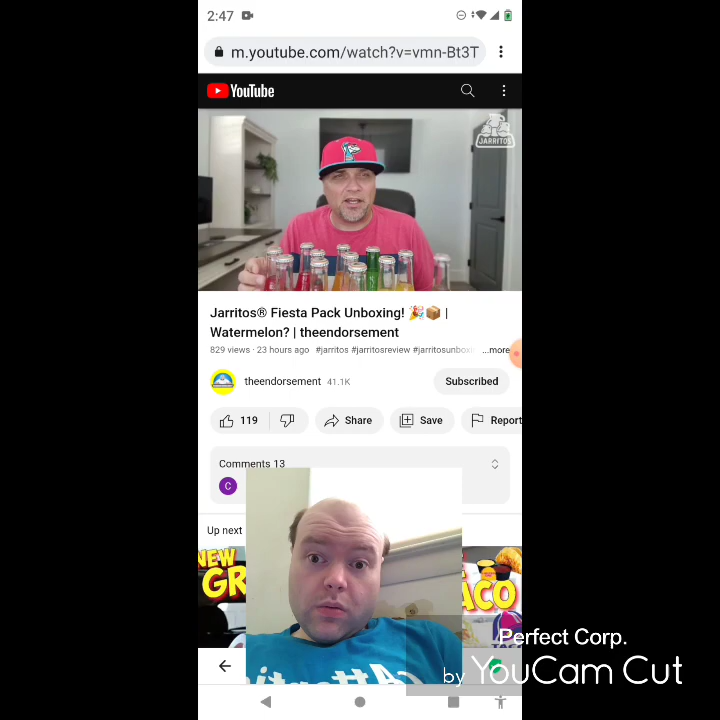 2:47
m.youtube.com/watch?v=vmn-Bt3T
YouTube
JARRITOS
Jarritos® Fiesta Pack Unboxing! 🎉📦 |
Watermelon? | theendorsement
829 views · 23 hours ago #jarritos #jarritosreview #jarritosunboxi ...more
theendorsement 41.1K Subscribed
119 Share Save Report
Comments 13
C
Up next
NEW
GR
ACO
Perfect Corp.
by YouCam Cut